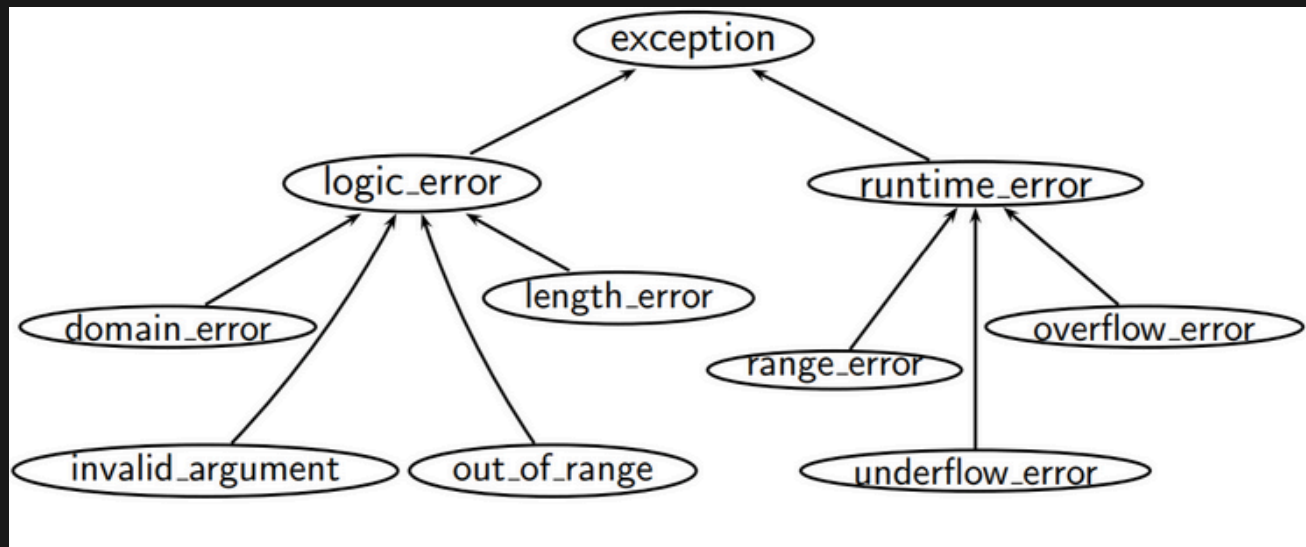 exception
logic_error
runtime_error
length_error
domain_error
overflow_error
range_error
invalid_argument
out_of_range
underflow_error